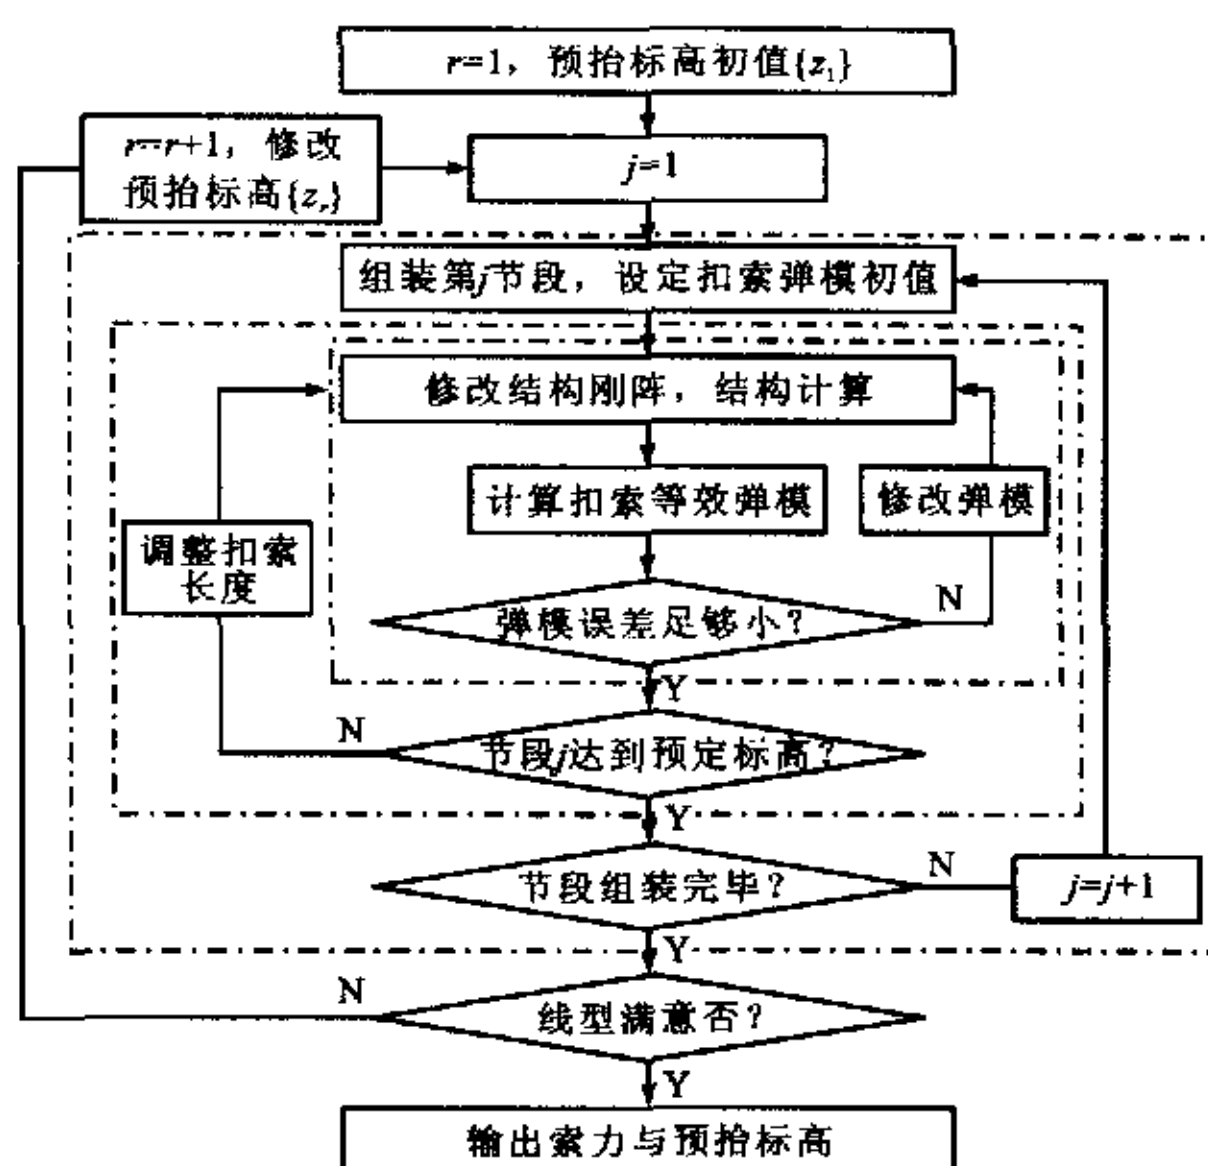 r=1，预抬标高初值{z₁}
r=r+1，修改
预抬标高{zᵣ}
j=1
组装第j节段，设定扣索弹模初值
修改结构刚阵，结构计算
计算扣索等效弹模
修改弹模
调整扣索
长度
弹模误差足够小？
N
Y
节段j达到预定标高？
N
Y
节段组装完毕？
N
j=j+1
Y
线型满意否？
N
Y
输出索力与预抬标高